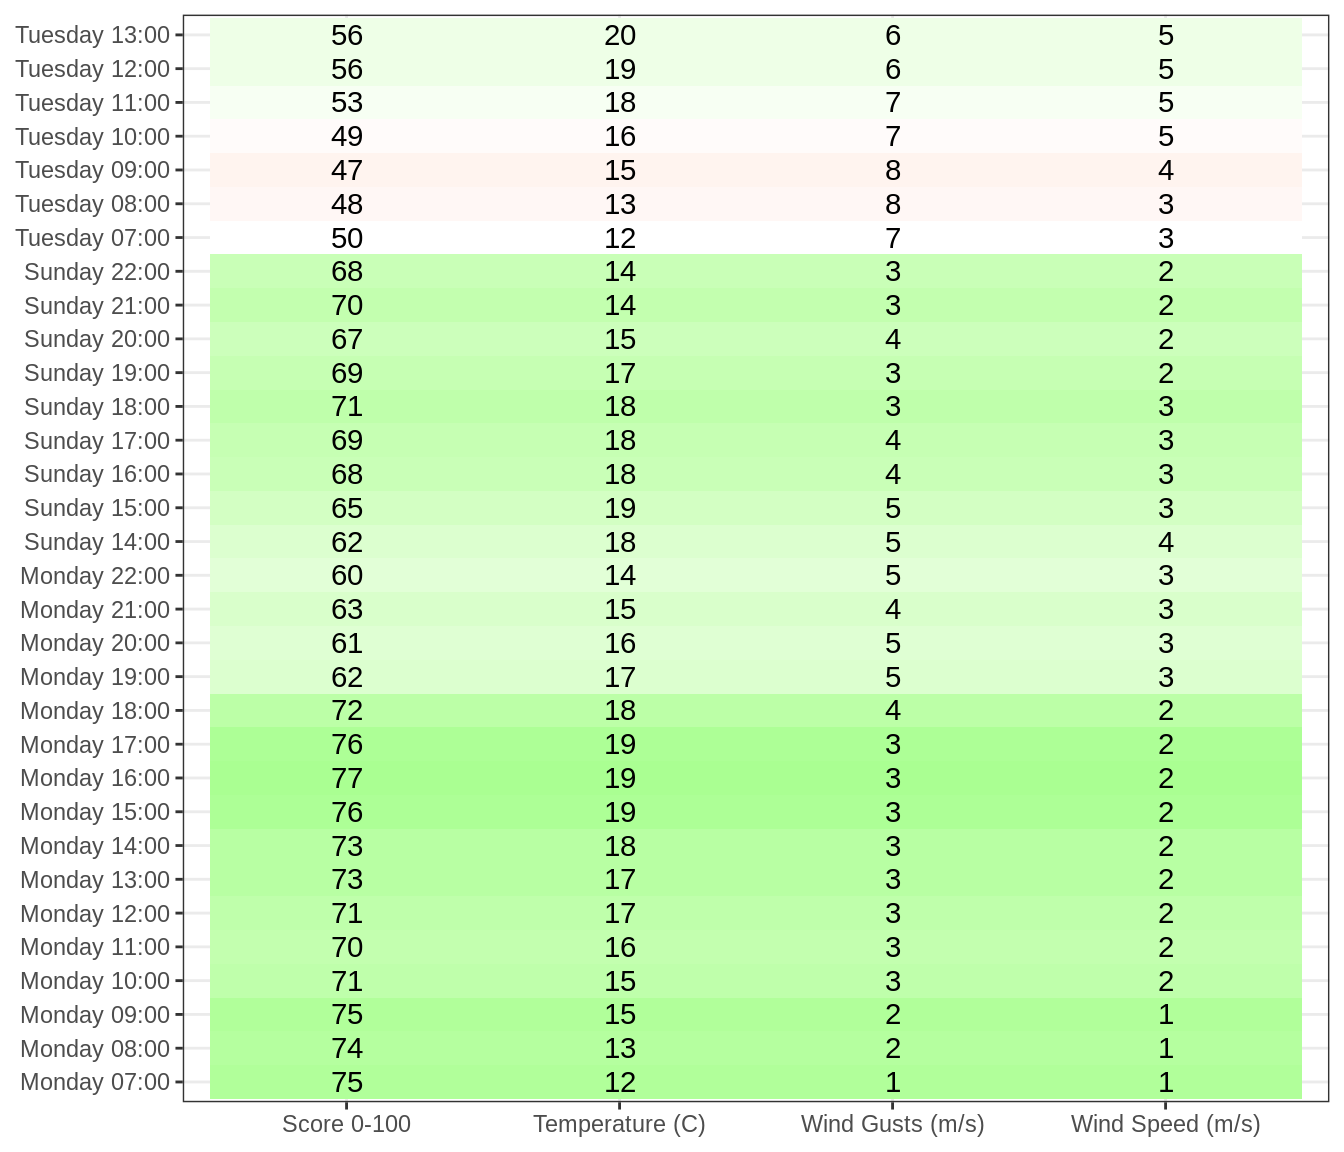 Tuesday 13:00 56 20 6 5
Tuesday 12:00 56 19 6 5
Tuesday 11:00 53 18 7 5
Tuesday 10:00 49 16 7 5
Tuesday 09:00 47 15 8 4
Tuesday 08:00 48 13 8 3
Tuesday 07:00 50 12 7 3
Sunday 22:00 68 14 3 2
Sunday 21:00 70 14 3 2
Sunday 20:00 67 15 4 2
Sunday 19:00 69 17 3 2
Sunday 18:00 71 18 3 3
Sunday 17:00 69 18 4 3
Sunday 16:00 68 18 4 3
Sunday 15:00 65 19 5 3
Sunday 14:00 62 18 5 4
Monday 22:00 60 14 5 3
Monday 21:00 63 15 4 3
Monday 20:00 61 16 5 3
Monday 19:00 62 17 5 3
Monday 18:00 72 18 4 2
Monday 17:00 76 19 3 2
Monday 16:00 77 19 3 2
Monday 15:00 76 19 3 2
Monday 14:00 73 18 3 2
Monday 13:00 73 17 3 2
Monday 12:00 71 17 3 2
Monday 11:00 70 16 3 2
Monday 10:00 71 15 3 2
Monday 09:00 75 15 2 1
Monday 08:00 74 13 2 1
Monday 07:00 75 12 1 1
Score 0-100 Temperature (C) Wind Gusts (m/s) Wind Speed (m/s)